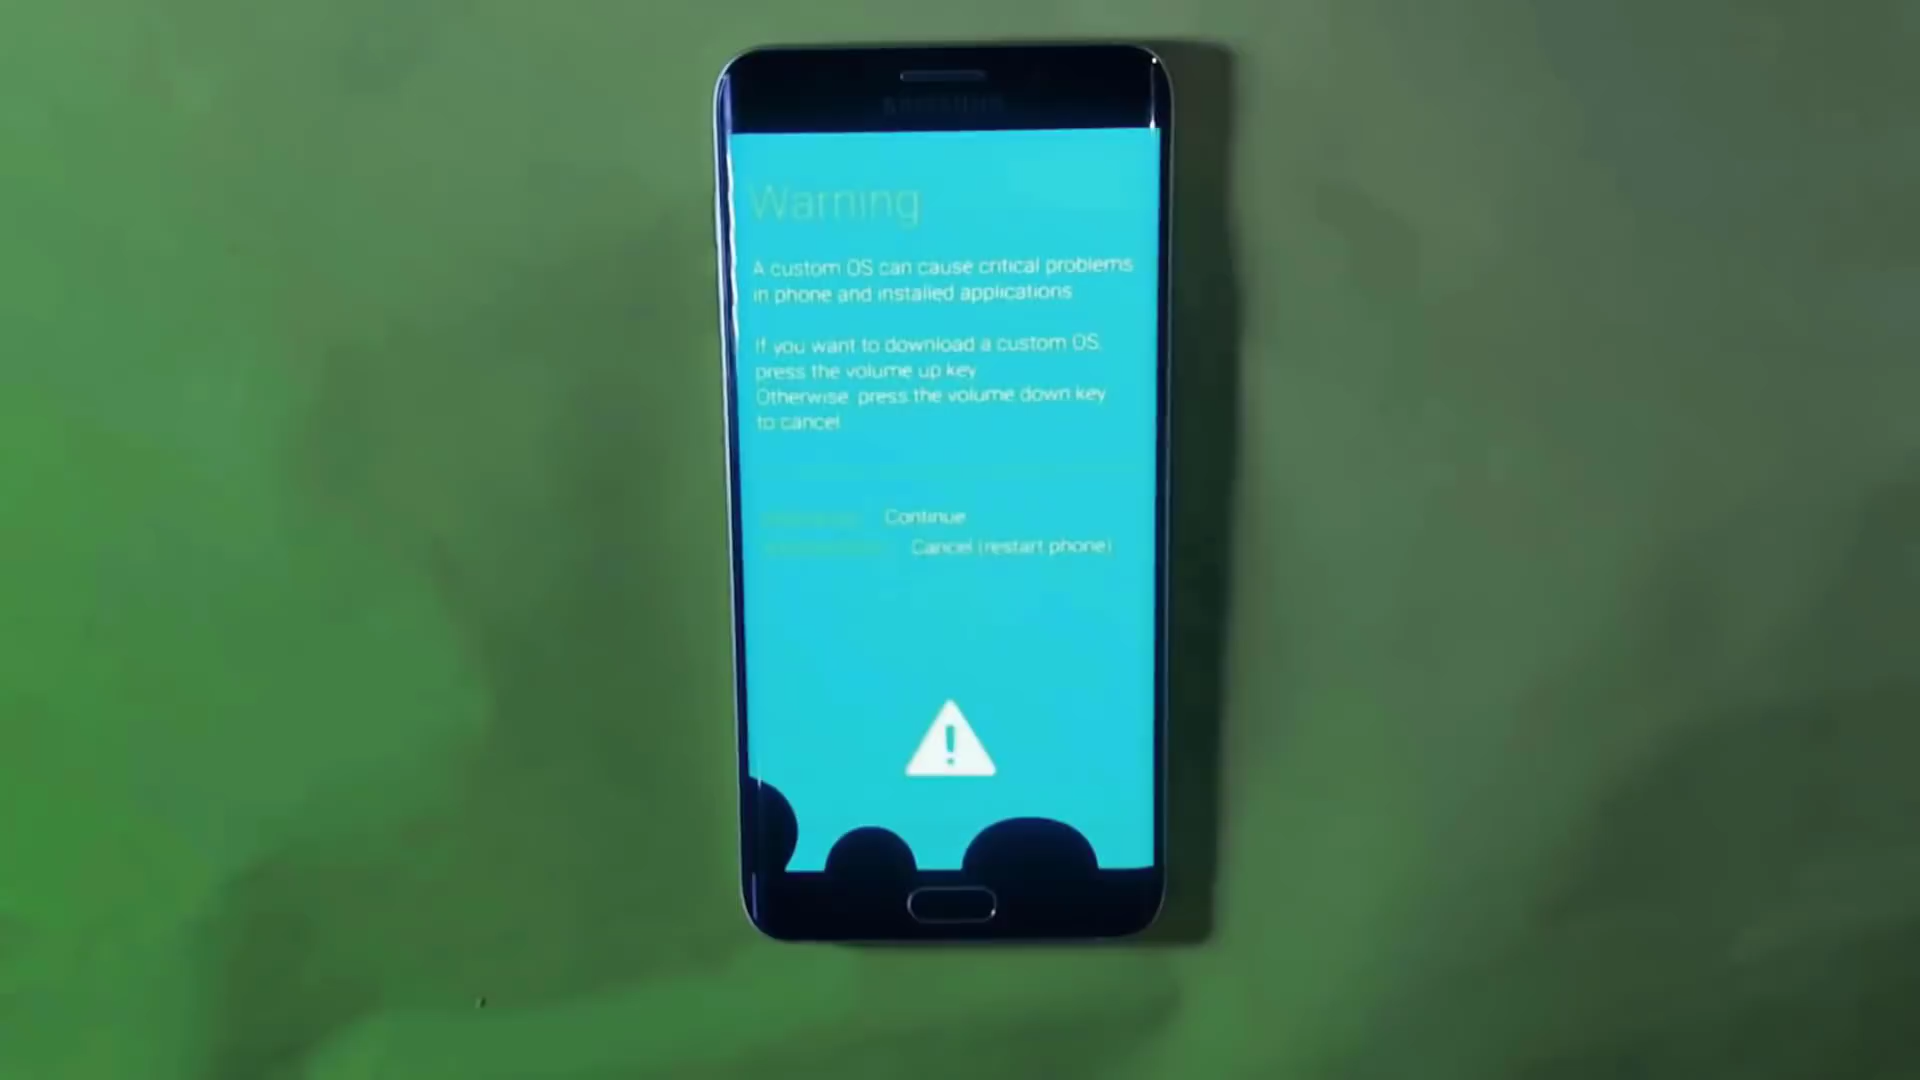 SAMSUNG
Warning
A custom OS can cause critical problems
in phone and installed applications
If you want to download a custom OS,
press the volume up key
Otherwise press the volume down key
to cancel
Continue
Cancel (restart phone)